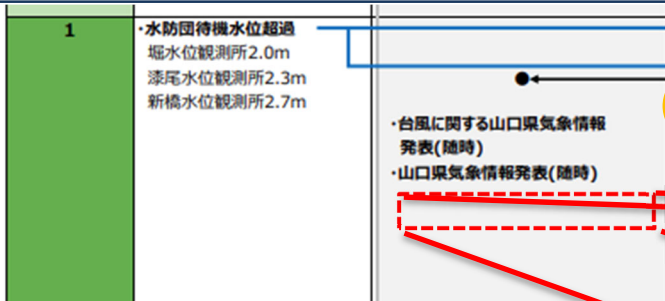 1
・水防団待機水位超過
堀水位観測所2.0m
漆尾水位観測所2.3m
新橋水位観測所2.7m
・台風に関する山口県気象情報
発表(随時)
・山口県気象情報発表(随時)